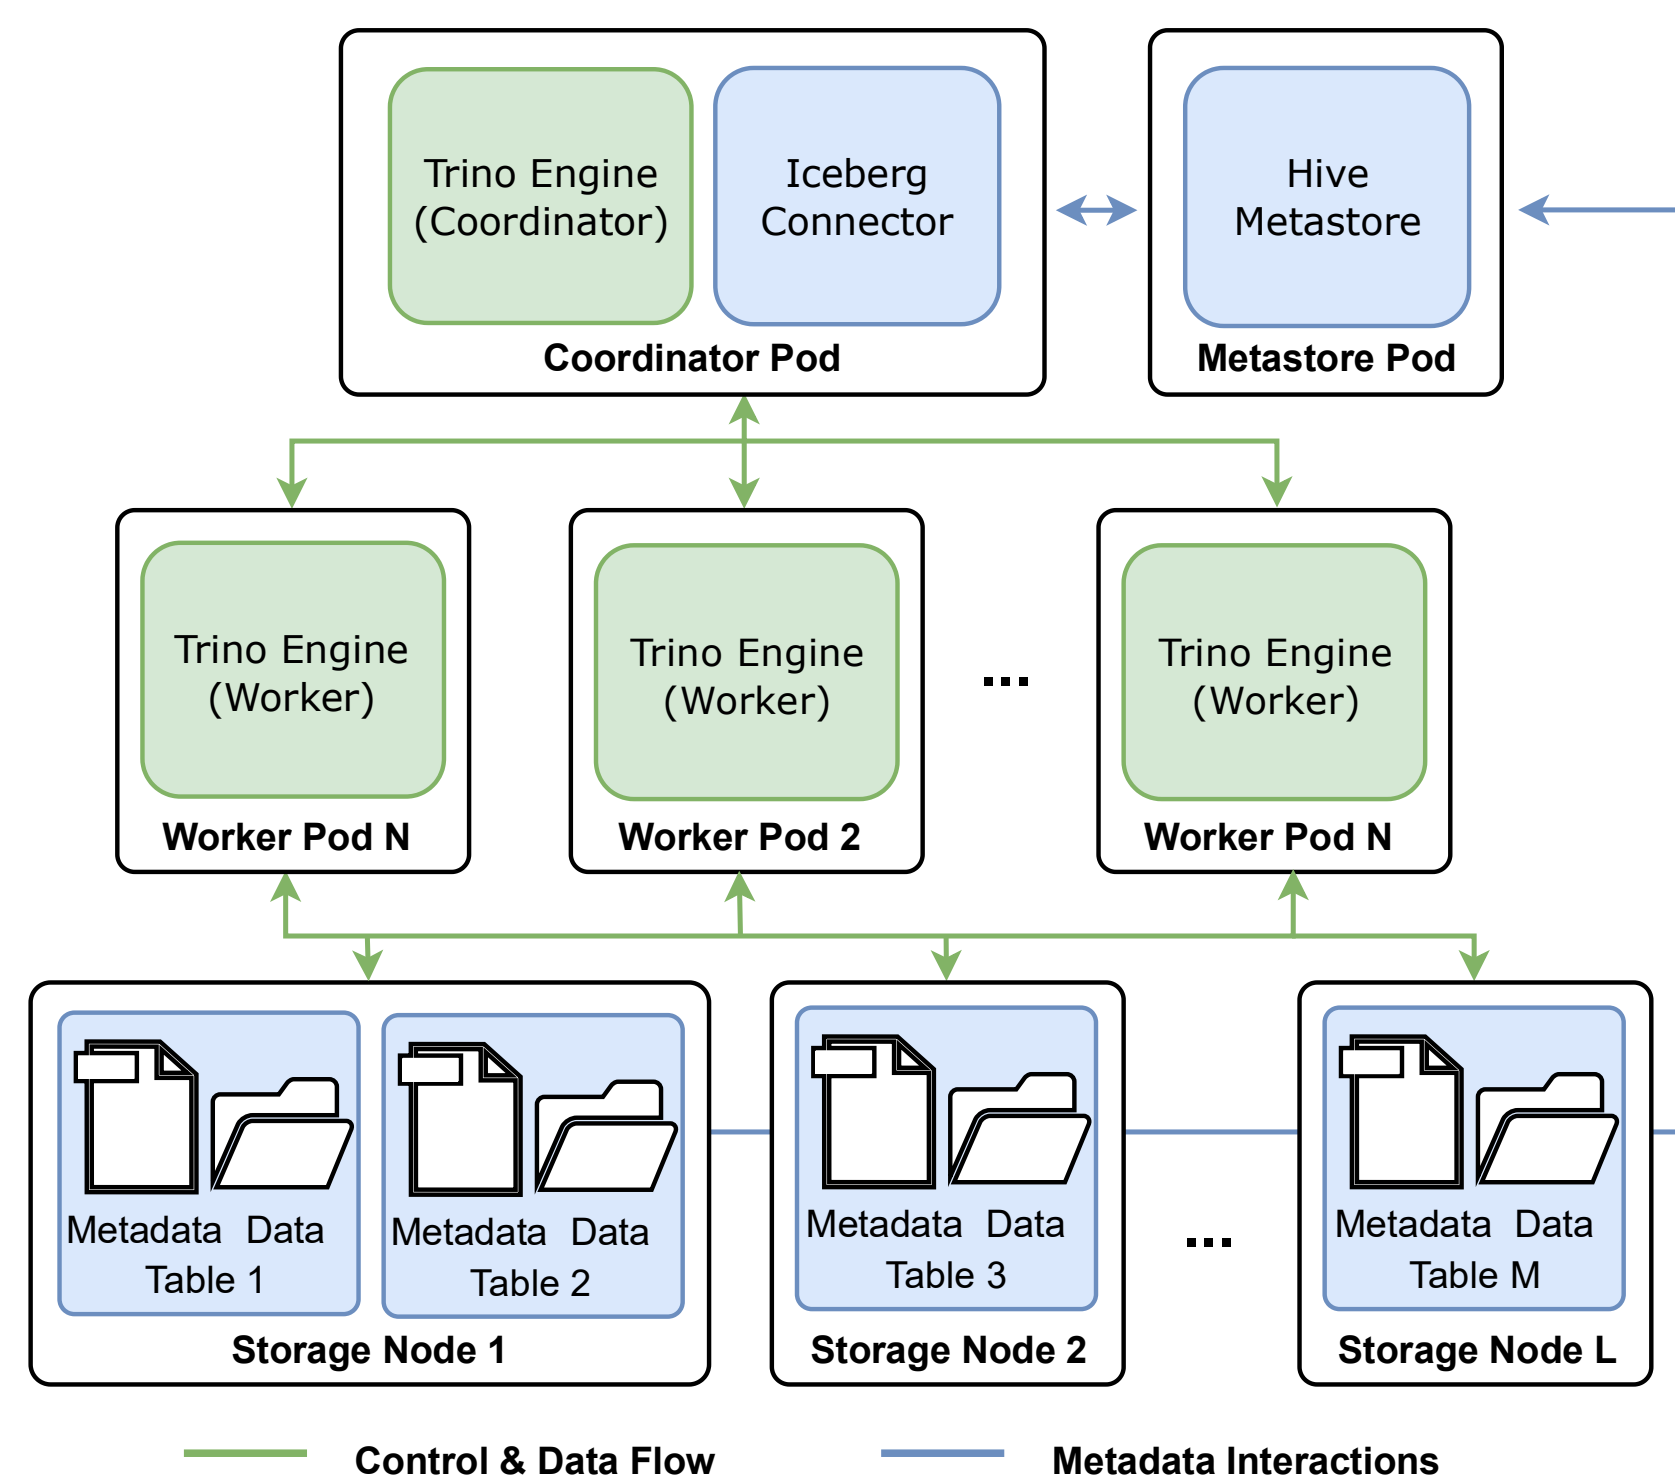 Trino Engine
(Coordinator)
Iceberg
Connector
Coordinator Pod
Hive
Metastore
Metastore Pod
Trino Engine
(Worker)
Worker Pod N
Trino Engine
(Worker)
Worker Pod 2
...
Trino Engine
(Worker)
Worker Pod N
Metadata Data
Table 1
Metadata Data
Table 2
Storage Node 1
Metadata Data
Table 3
Storage Node 2
...
Metadata Data
Table M
Storage Node L
Control & Data Flow
Metadata Interactions